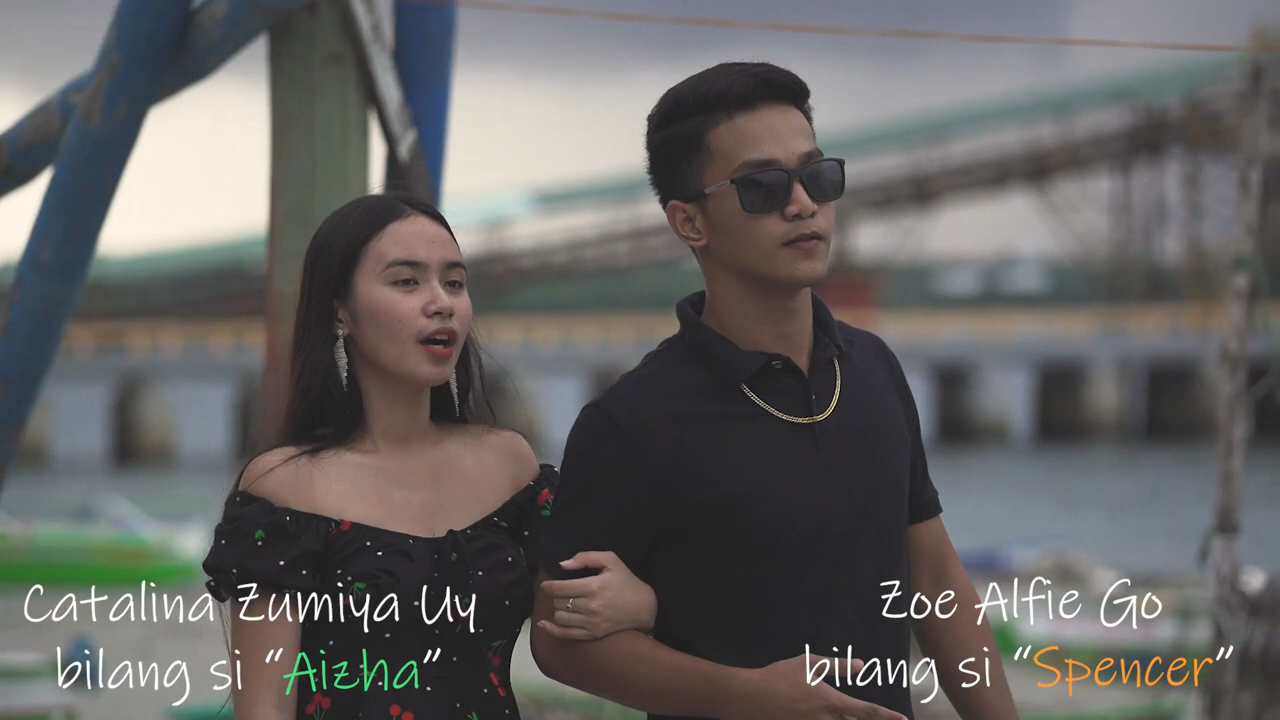 Catalina Zumiya Uy
bilang si “Aizha”
Zoe Alfie Go
bilang si “Spencer”